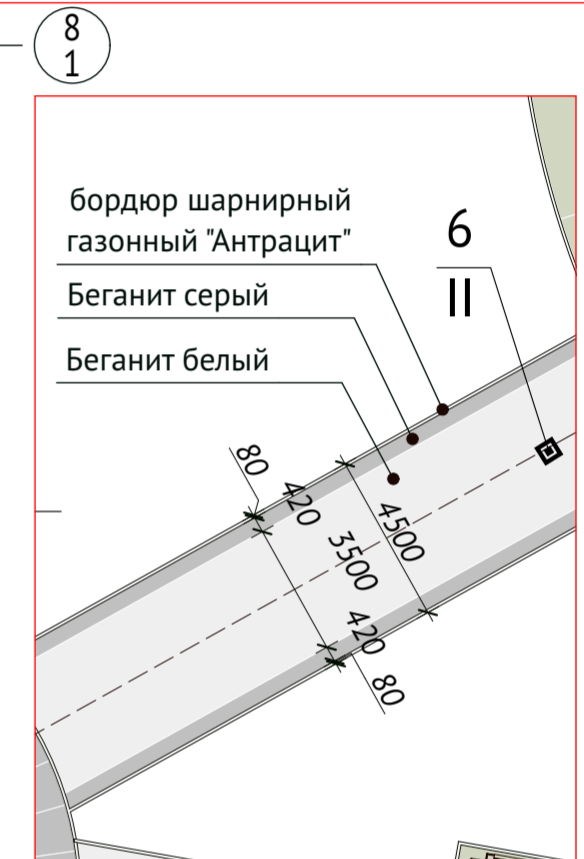 8
1
бордюр шарнирный
газонный "Антрацит"
6
II
Беганит серый
Беганит белый
80
420
4500
3500
420
80